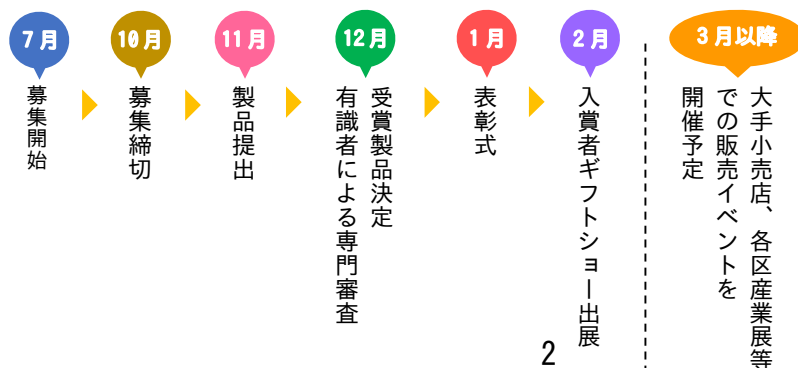 7月
募集開始
10月
募集締切
11月
製品提出
12月
受賞製品決定
有識者による専門審査
1月
表彰式
2月
入賞者ギフトショー出展
3月以降
大手小売店、各区産業展等
での販売イベントを
開催予定
2